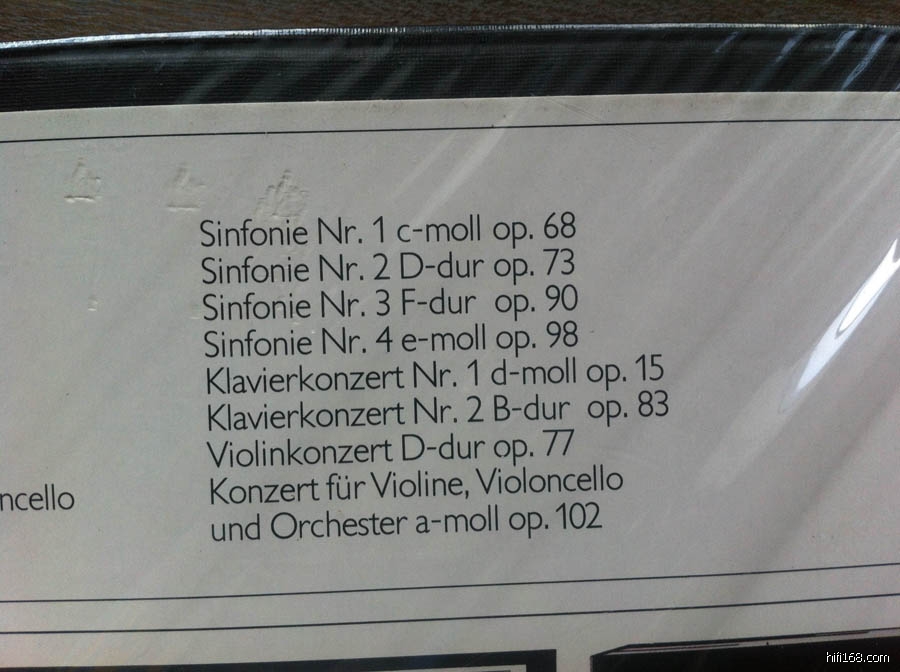 Sinfonie Nr. 1 c-moll op. 68
Sinfonie Nr. 2 D-dur op. 73
Sinfonie Nr. 3 F-dur op. 90
Sinfonie Nr. 4 e-moll op. 98
Klavierkonzert Nr. 1 d-moll op. 15
Klavierkonzert Nr. 2 B-dur op. 83
Violinkonzert D-dur op. 77
Konzert für Violine, Violoncello
und Orchester a-moll op. 102
ncello
hifi168.com